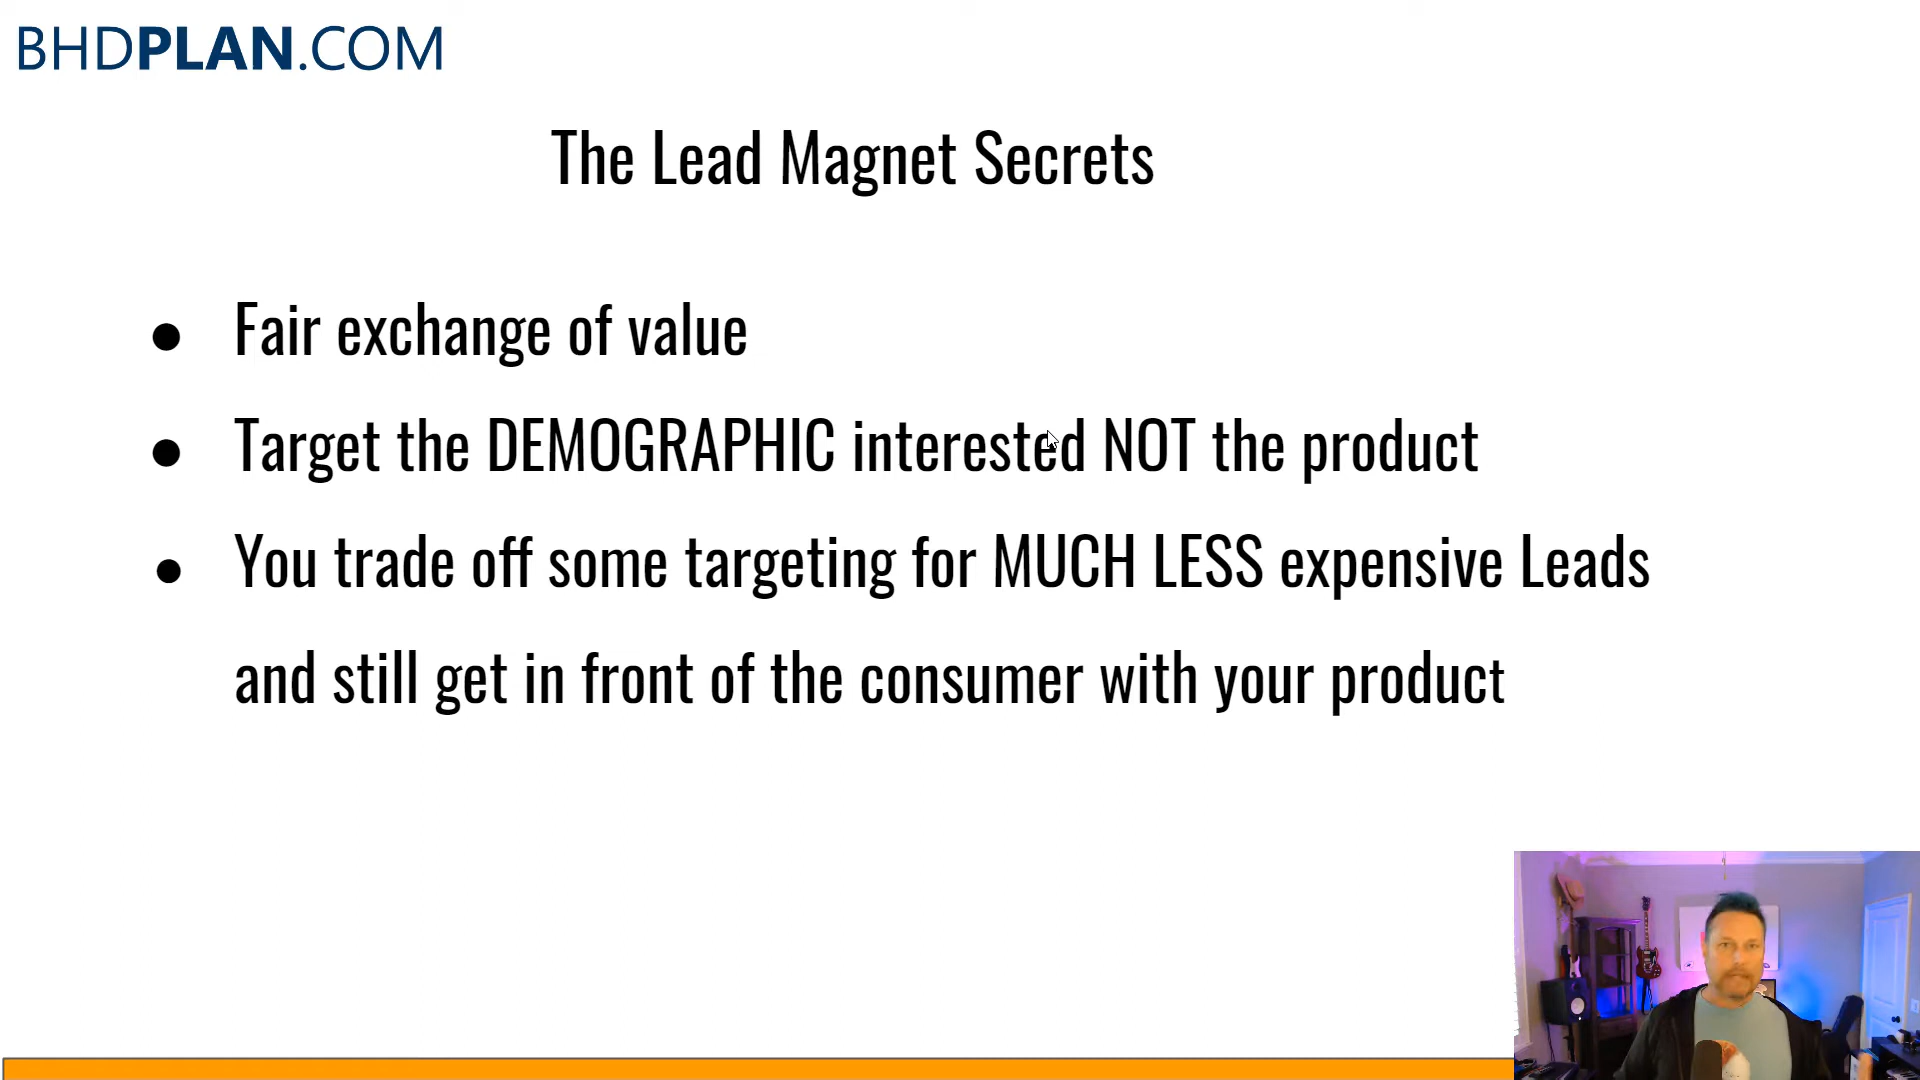 BHDPLAN.COM
The Lead Magnet Secrets
● Fair exchange of value
● Target the DEMOGRAPHIC interested NOT the product
● You trade off some targeting for MUCH LESS expensive Leads
and still get in front of the consumer with your product